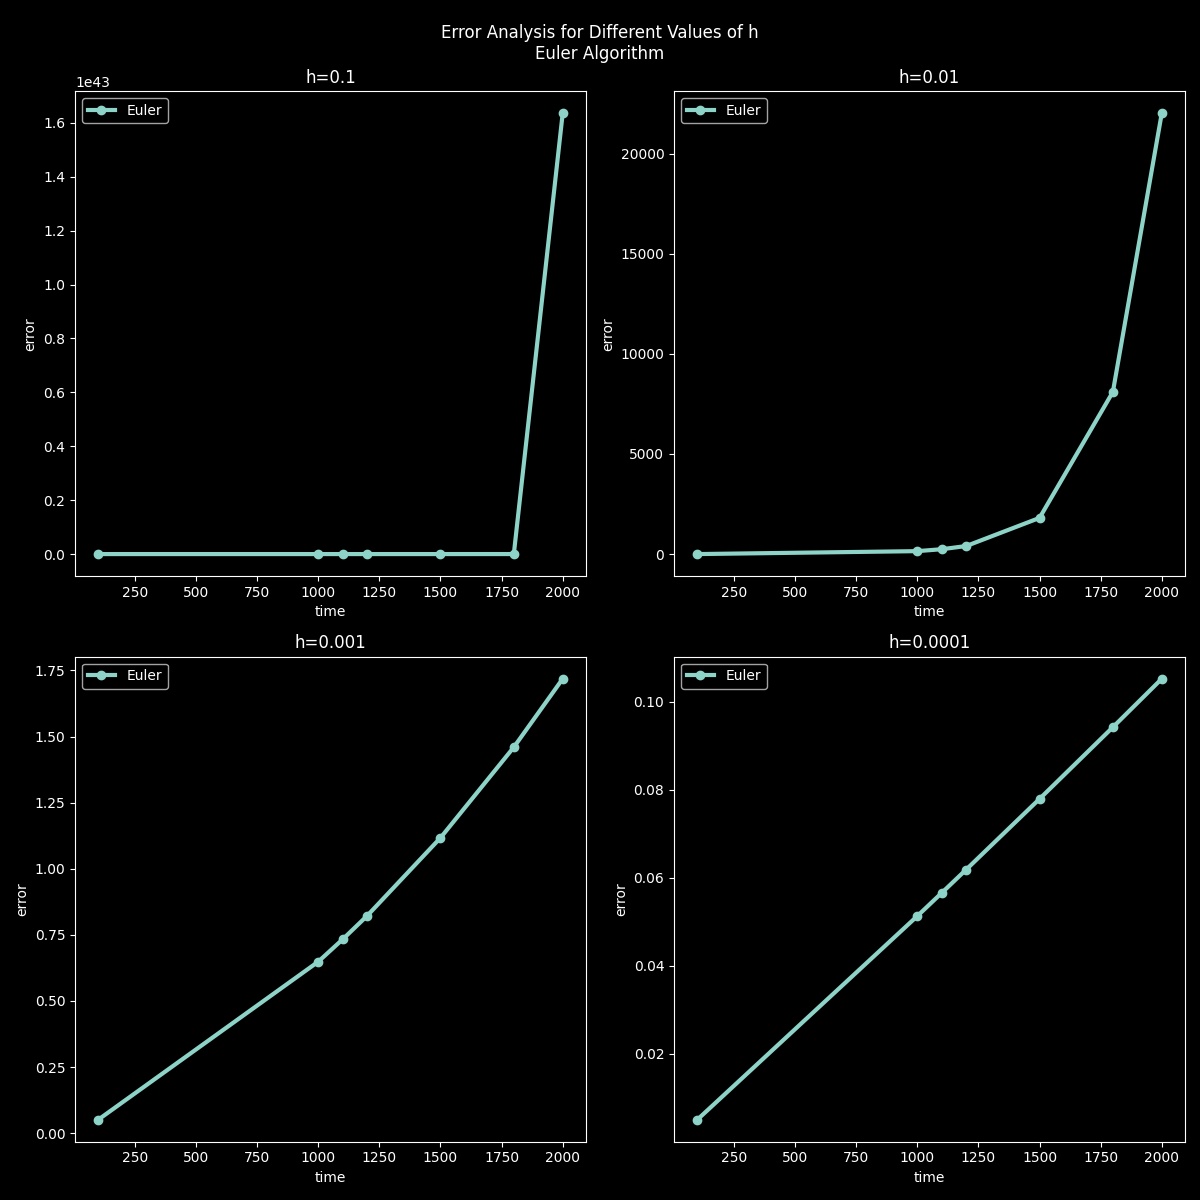 Error Analysis for Different Values of h
Euler Algorithm
h=0.1
1e43
Euler
1.6
1.4
1.2
1.0
0.8
0.6
0.4
0.2
0.0
error
250 500 750 1000 1250 1500 1750 2000
time
h=0.01
Euler
20000
15000
10000
5000
0
error
250 500 750 1000 1250 1500 1750 2000
time
h=0.001
Euler
1.75
1.50
1.25
1.00
0.75
0.50
0.25
0.00
error
250 500 750 1000 1250 1500 1750 2000
time
h=0.0001
Euler
0.10
0.08
0.06
0.04
0.02
error
250 500 750 1000 1250 1500 1750 2000
time